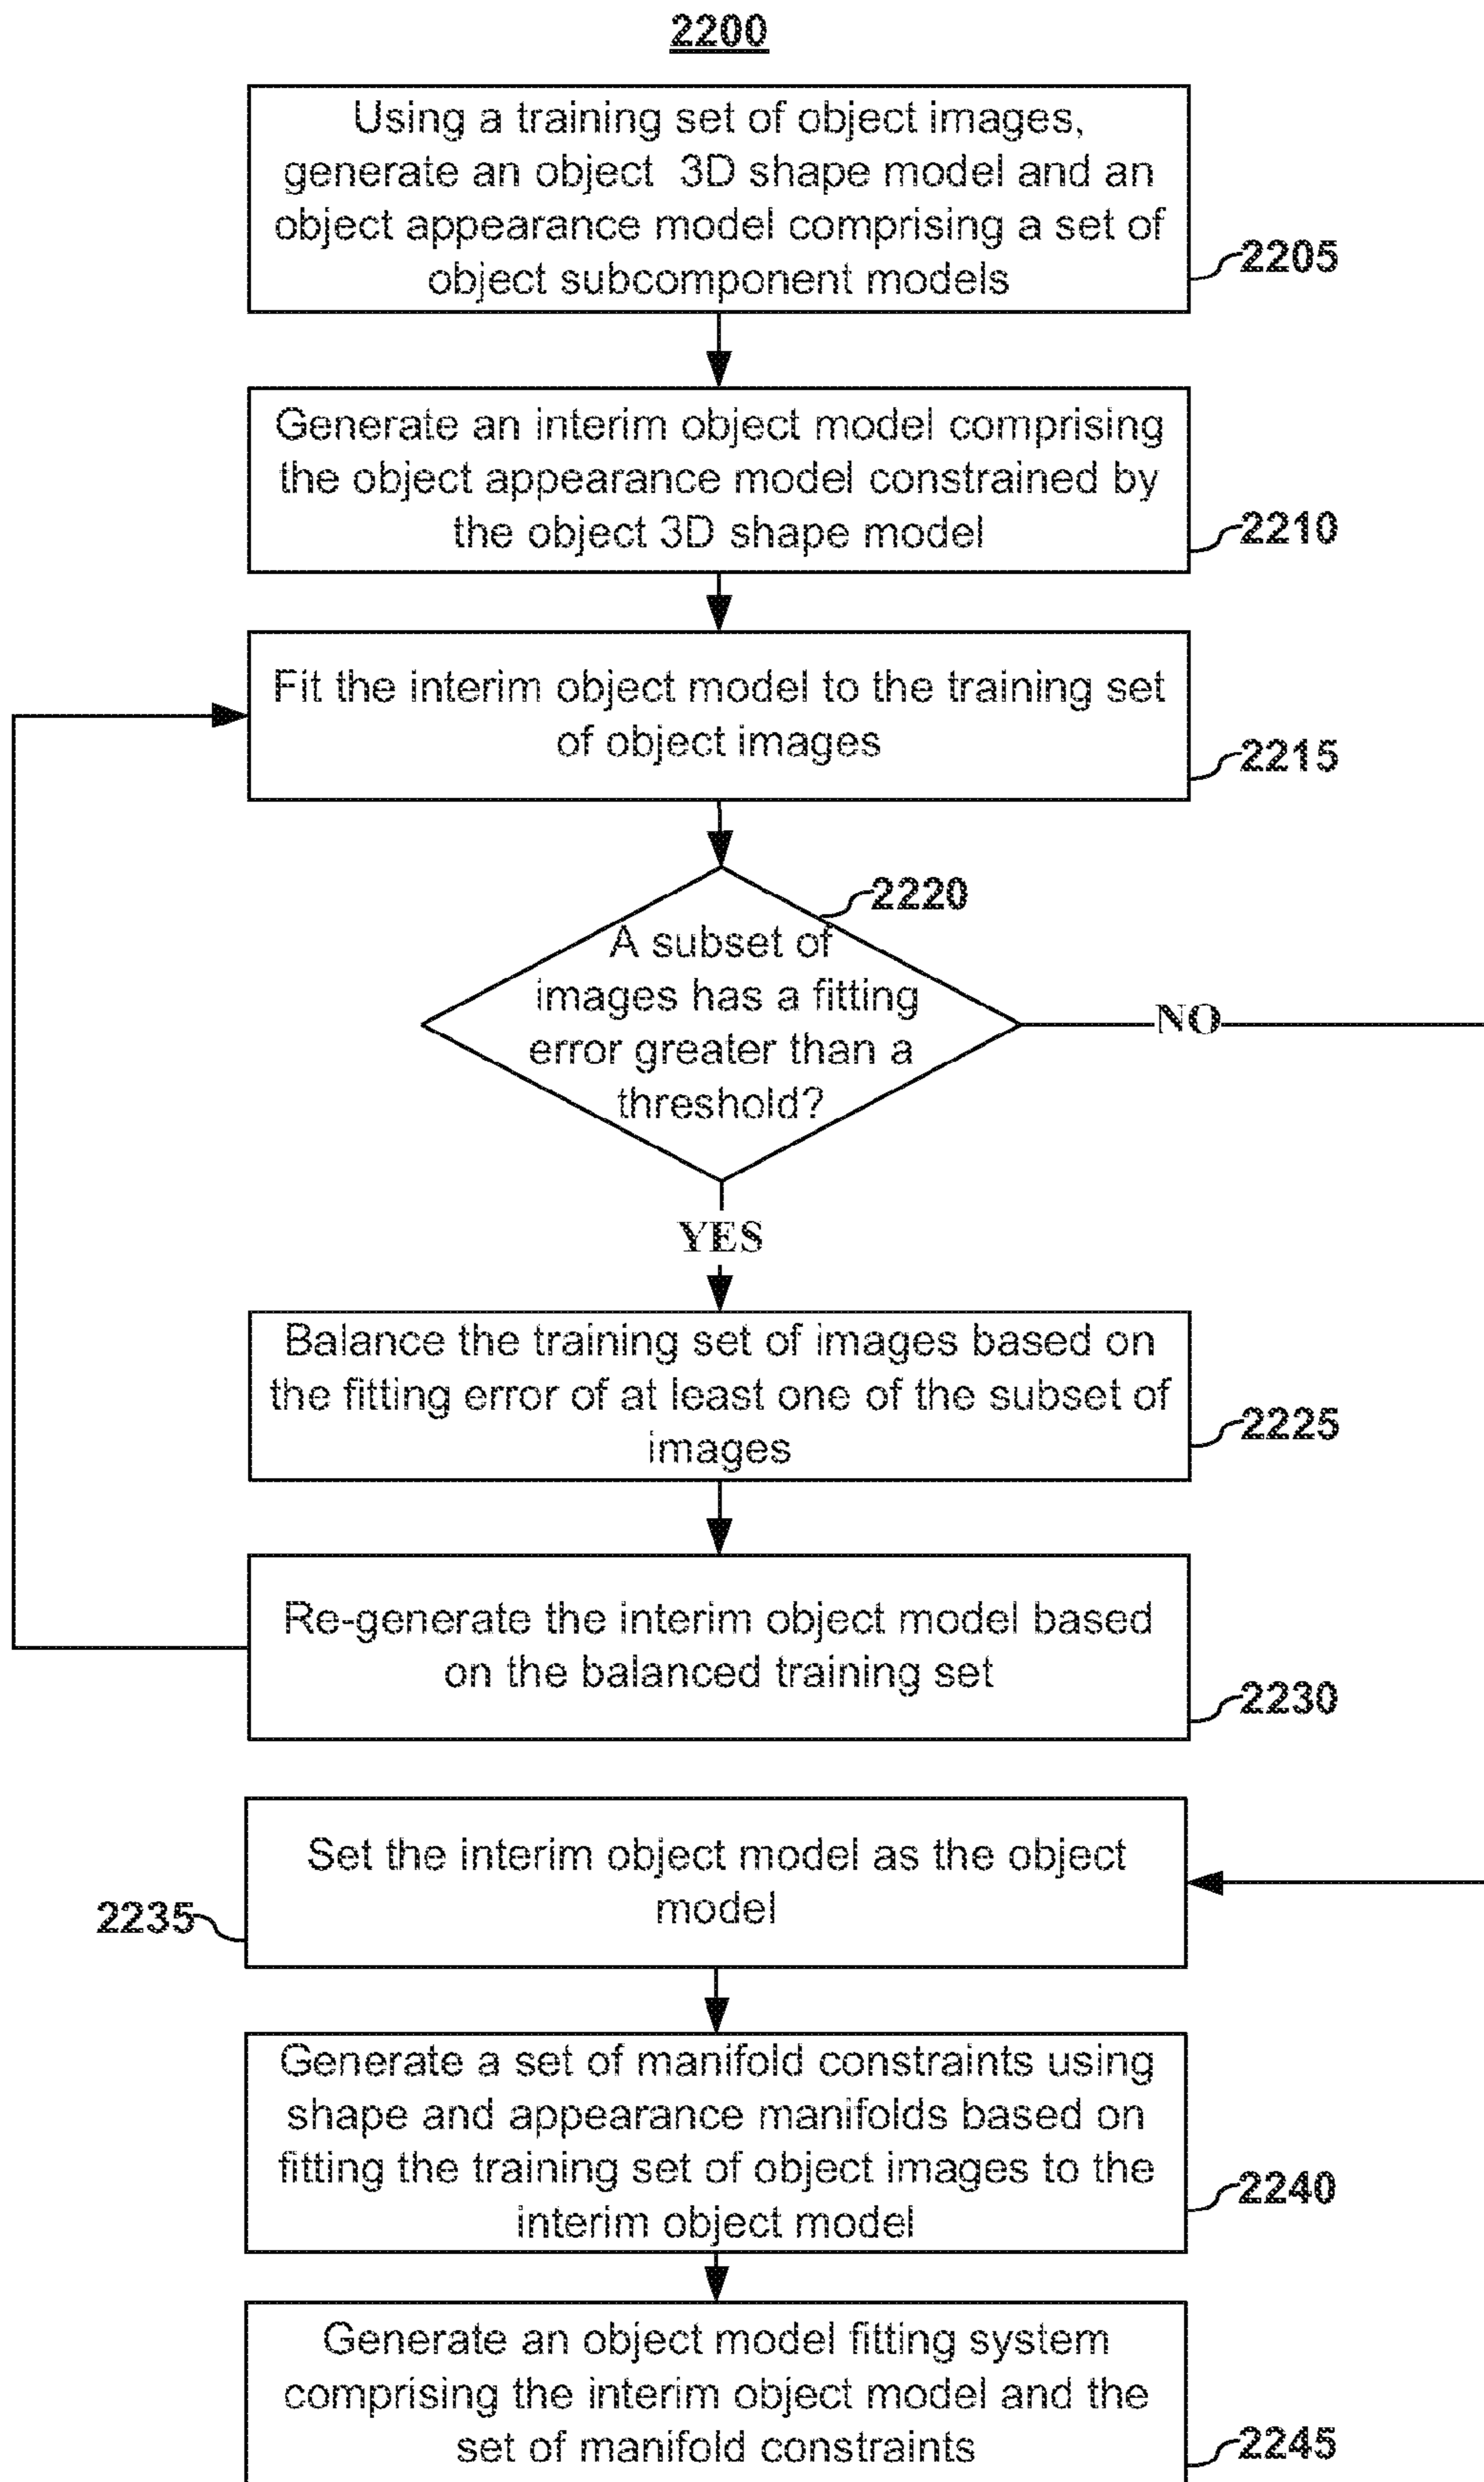 2200
Using a training set of object images,
generate an object 3D shape model and an
object appearance model comprising a set of
object subcomponent models
2205
Generate an interim object model comprising
the object appearance model constrained by
the object 3D shape model
2210
Fit the interim object model to the training set
of object images
2215
2220
A subset of
images has a fitting
error greater than a
threshold?
NO
YES
Balance the training set of images based on
the fitting error of at least one of the subset of
images
2225
Re-generate the interim object model based
on the balanced training set
2230
Set the interim object model as the object
model
2235
Generate a set of manifold constraints using
shape and appearance manifolds based on
fitting the training set of object images to the
interim object model
2240
Generate an object model fitting system
comprising the interim object model and the
set of manifold constraints
2245